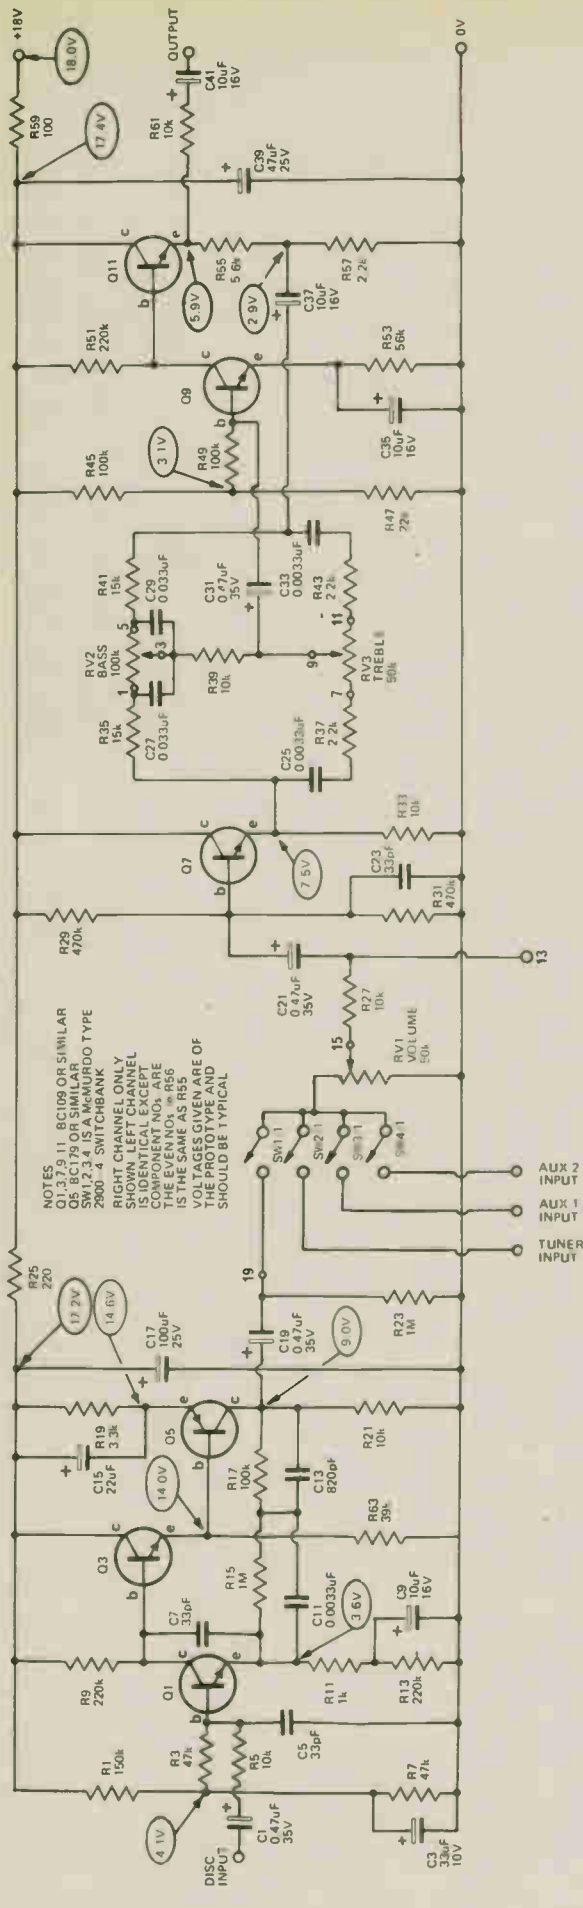 R1
150k
4.1V
R3
47k
R5
10k
C1
0.47uF
35V
DISC
INPUT
C3
33uF
10V
R7
47k
C5
33pF
R9
220k
Q1
b
c
e
C7
33pF
R11
1k
R13
220k
C9
10uF
16V
3.6V
C11
0.0033uF
R15
1M
Q3
b
c
e
14.0V
R63
39k
C15
22uF
R19
3.3k
Q5
b
e
c
R17
100k
C13
820pF
R21
10k
9.0V
17.2V
14.6V
C17
100uF
25V
C19
0.47uF
35V
R23
1M
R25
220
19
NOTES
Q1,3,7,9 11 BC109 OR SIMILAR
Q5 BC179 OR SIMILAR
SW1,2,3,4 IS A McMURDO TYPE
2900 4 SWITCHBANK
RIGHT CHANNEL ONLY
SHOWN LEFT CHANNEL
IS IDENTICAL EXCEPT
COMPONENT NOs ARE
THE EVEN NOs R56
IS THE SAME AS R55
VOLTAGES GIVEN ARE OF
THE PROTOTYPE AND
SHOULD BE TYPICAL
SW1/1
SW2/1
SW3/1
SW4/1
TUNER
INPUT
AUX 1
INPUT
AUX 2
INPUT
RV1
VOLUME
50k
15
R27
10k
13
C21
0.47uF
35V
R29
470k
R31
470k
C23
33pF
Q7
b
c
e
7.5V
R33
10k
R35
15k
RV2
BASS
100k
R41
15k
1
5
3
C27
0.033uF
C29
0.033uF
R39
10k
C31
0.47uF
35V
C25
0.0033uF
C33
0.0033uF
R37
2.2k
R43
2.2k
7
9
11
RV3
TREBLE
50k
R45
100k
3.1V
R47
22k
R49
100k
R51
220k
Q9
b
c
e
C35
10uF
16V
R53
56k
Q11
b
c
e
5.9V
2.9V
R55
5.6k
C37
10uF
16V
R57
2.2k
C39
47uF
25V
R61
10k
C41
10uF
16V
OUTPUT
R59
100
17.4V
18.0V
+18V
0V